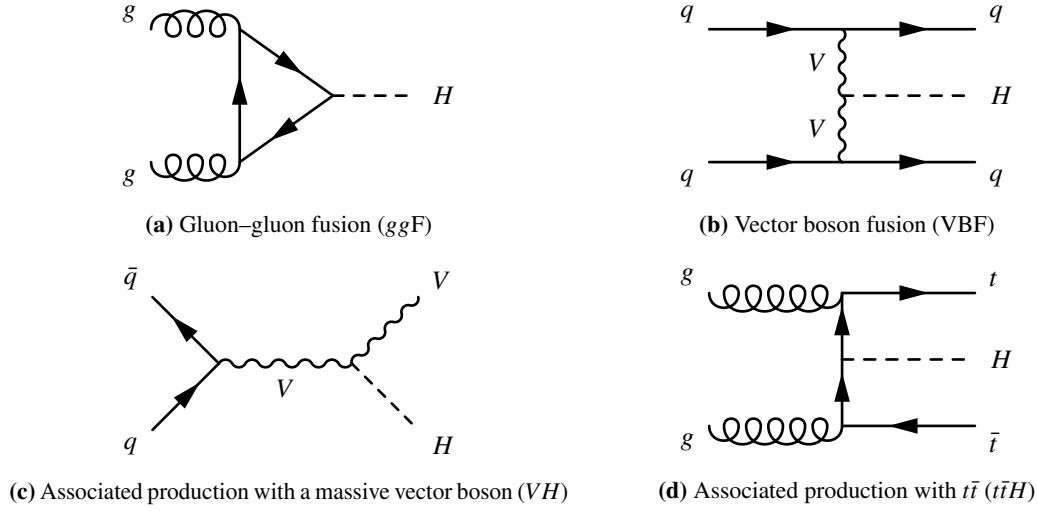 g
g
H
(a) Gluon–gluon fusion (ggF)
q
q
V
V
H
q
q
(b) Vector boson fusion (VBF)
q̄
q
V
V
H
(c) Associated production with a massive vector boson (VH)
g
g
t
H
t̄
(d) Associated production with tt̄ (tt̄H)